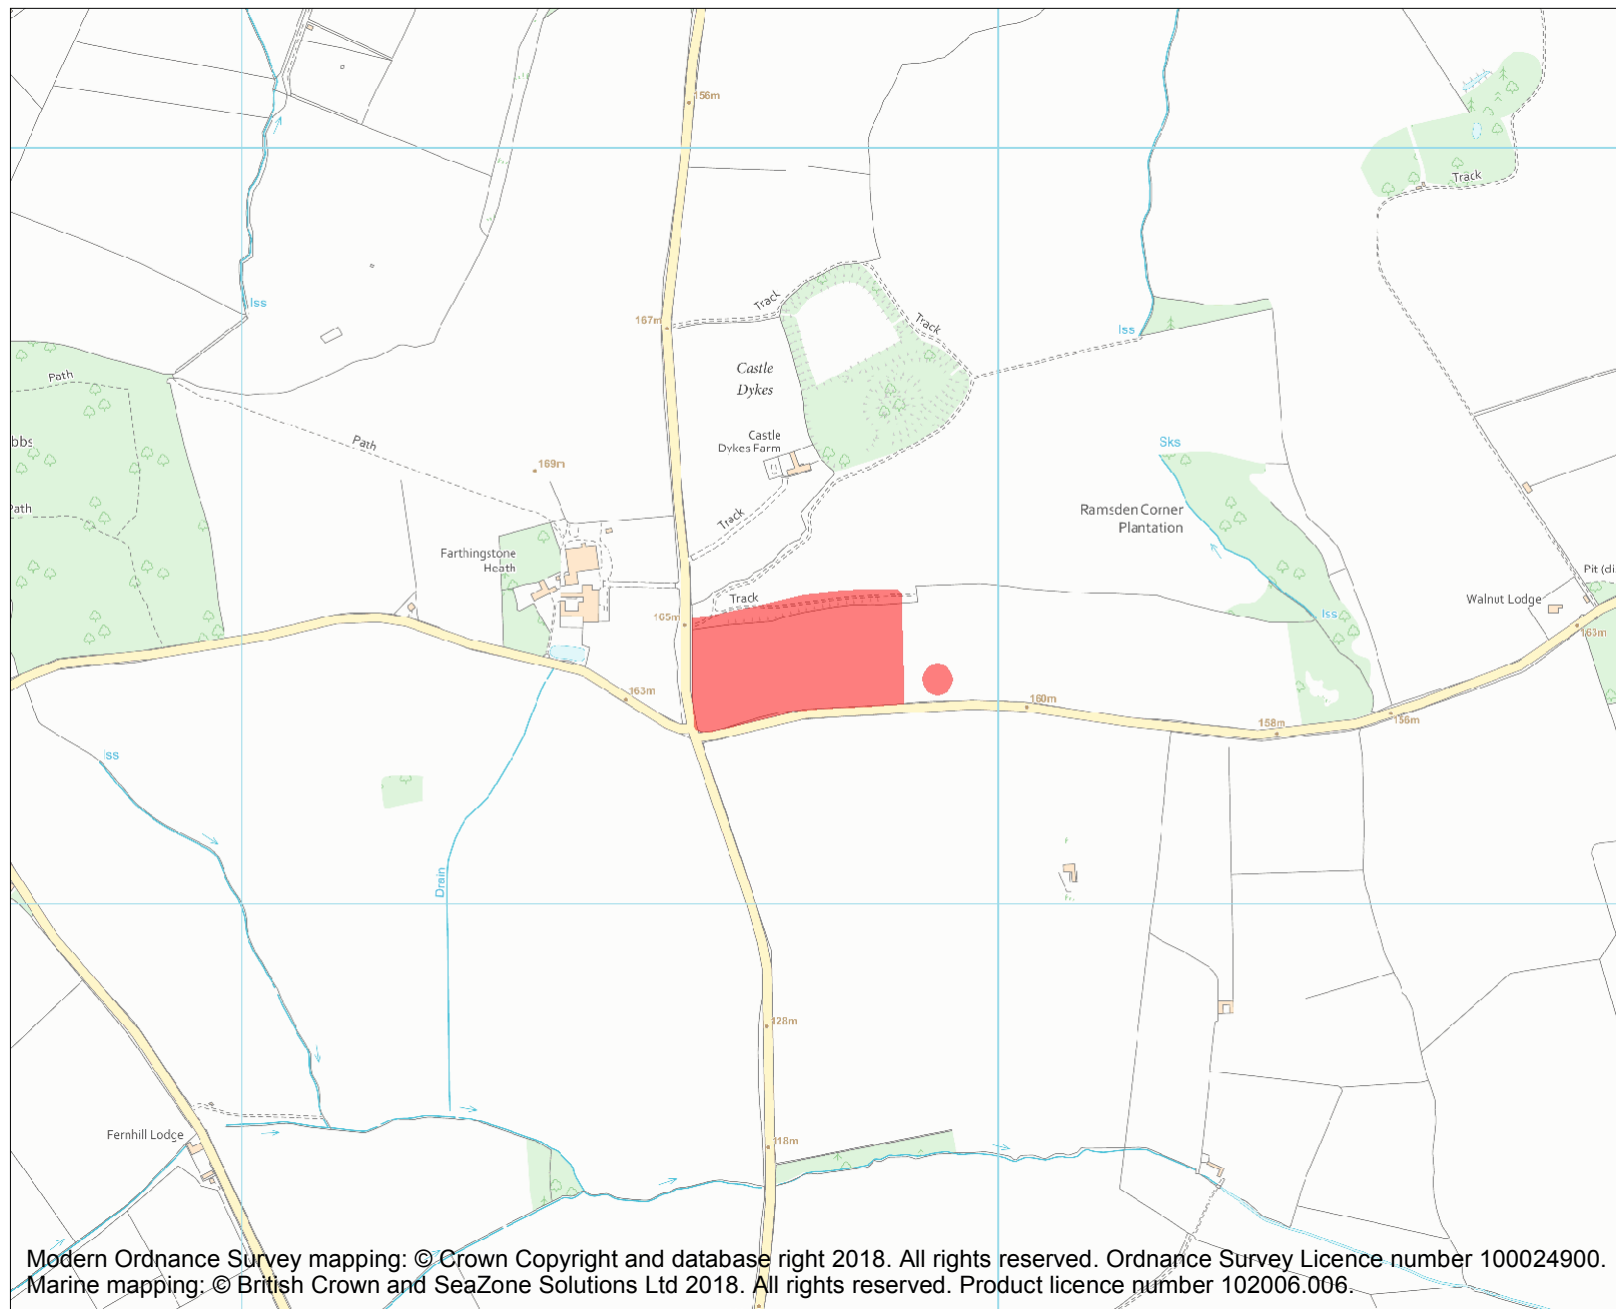 156m
Track
Iss
Track
167m
Track
Iss
Path
Castle
Dykes
Castle
Dykes Farm
bbs
Path
169m
Sks
Path
Ramsden Corner
Plantation
Track
Farthingstone
Heath
Pit (di
Track
Walnut Lodge
165m
Iss
163m
163m
160m
158m
156m
Iss
Drain
128m
Fernhill Lodge
118m
Modern Ordnance Survey mapping: © Crown Copyright and database right 2018. All rights reserved. Ordnance Survey Licence number 100024900.
Marine mapping: © British Crown and SeaZone Solutions Ltd 2018. All rights reserved. Product licence number 102006.006.